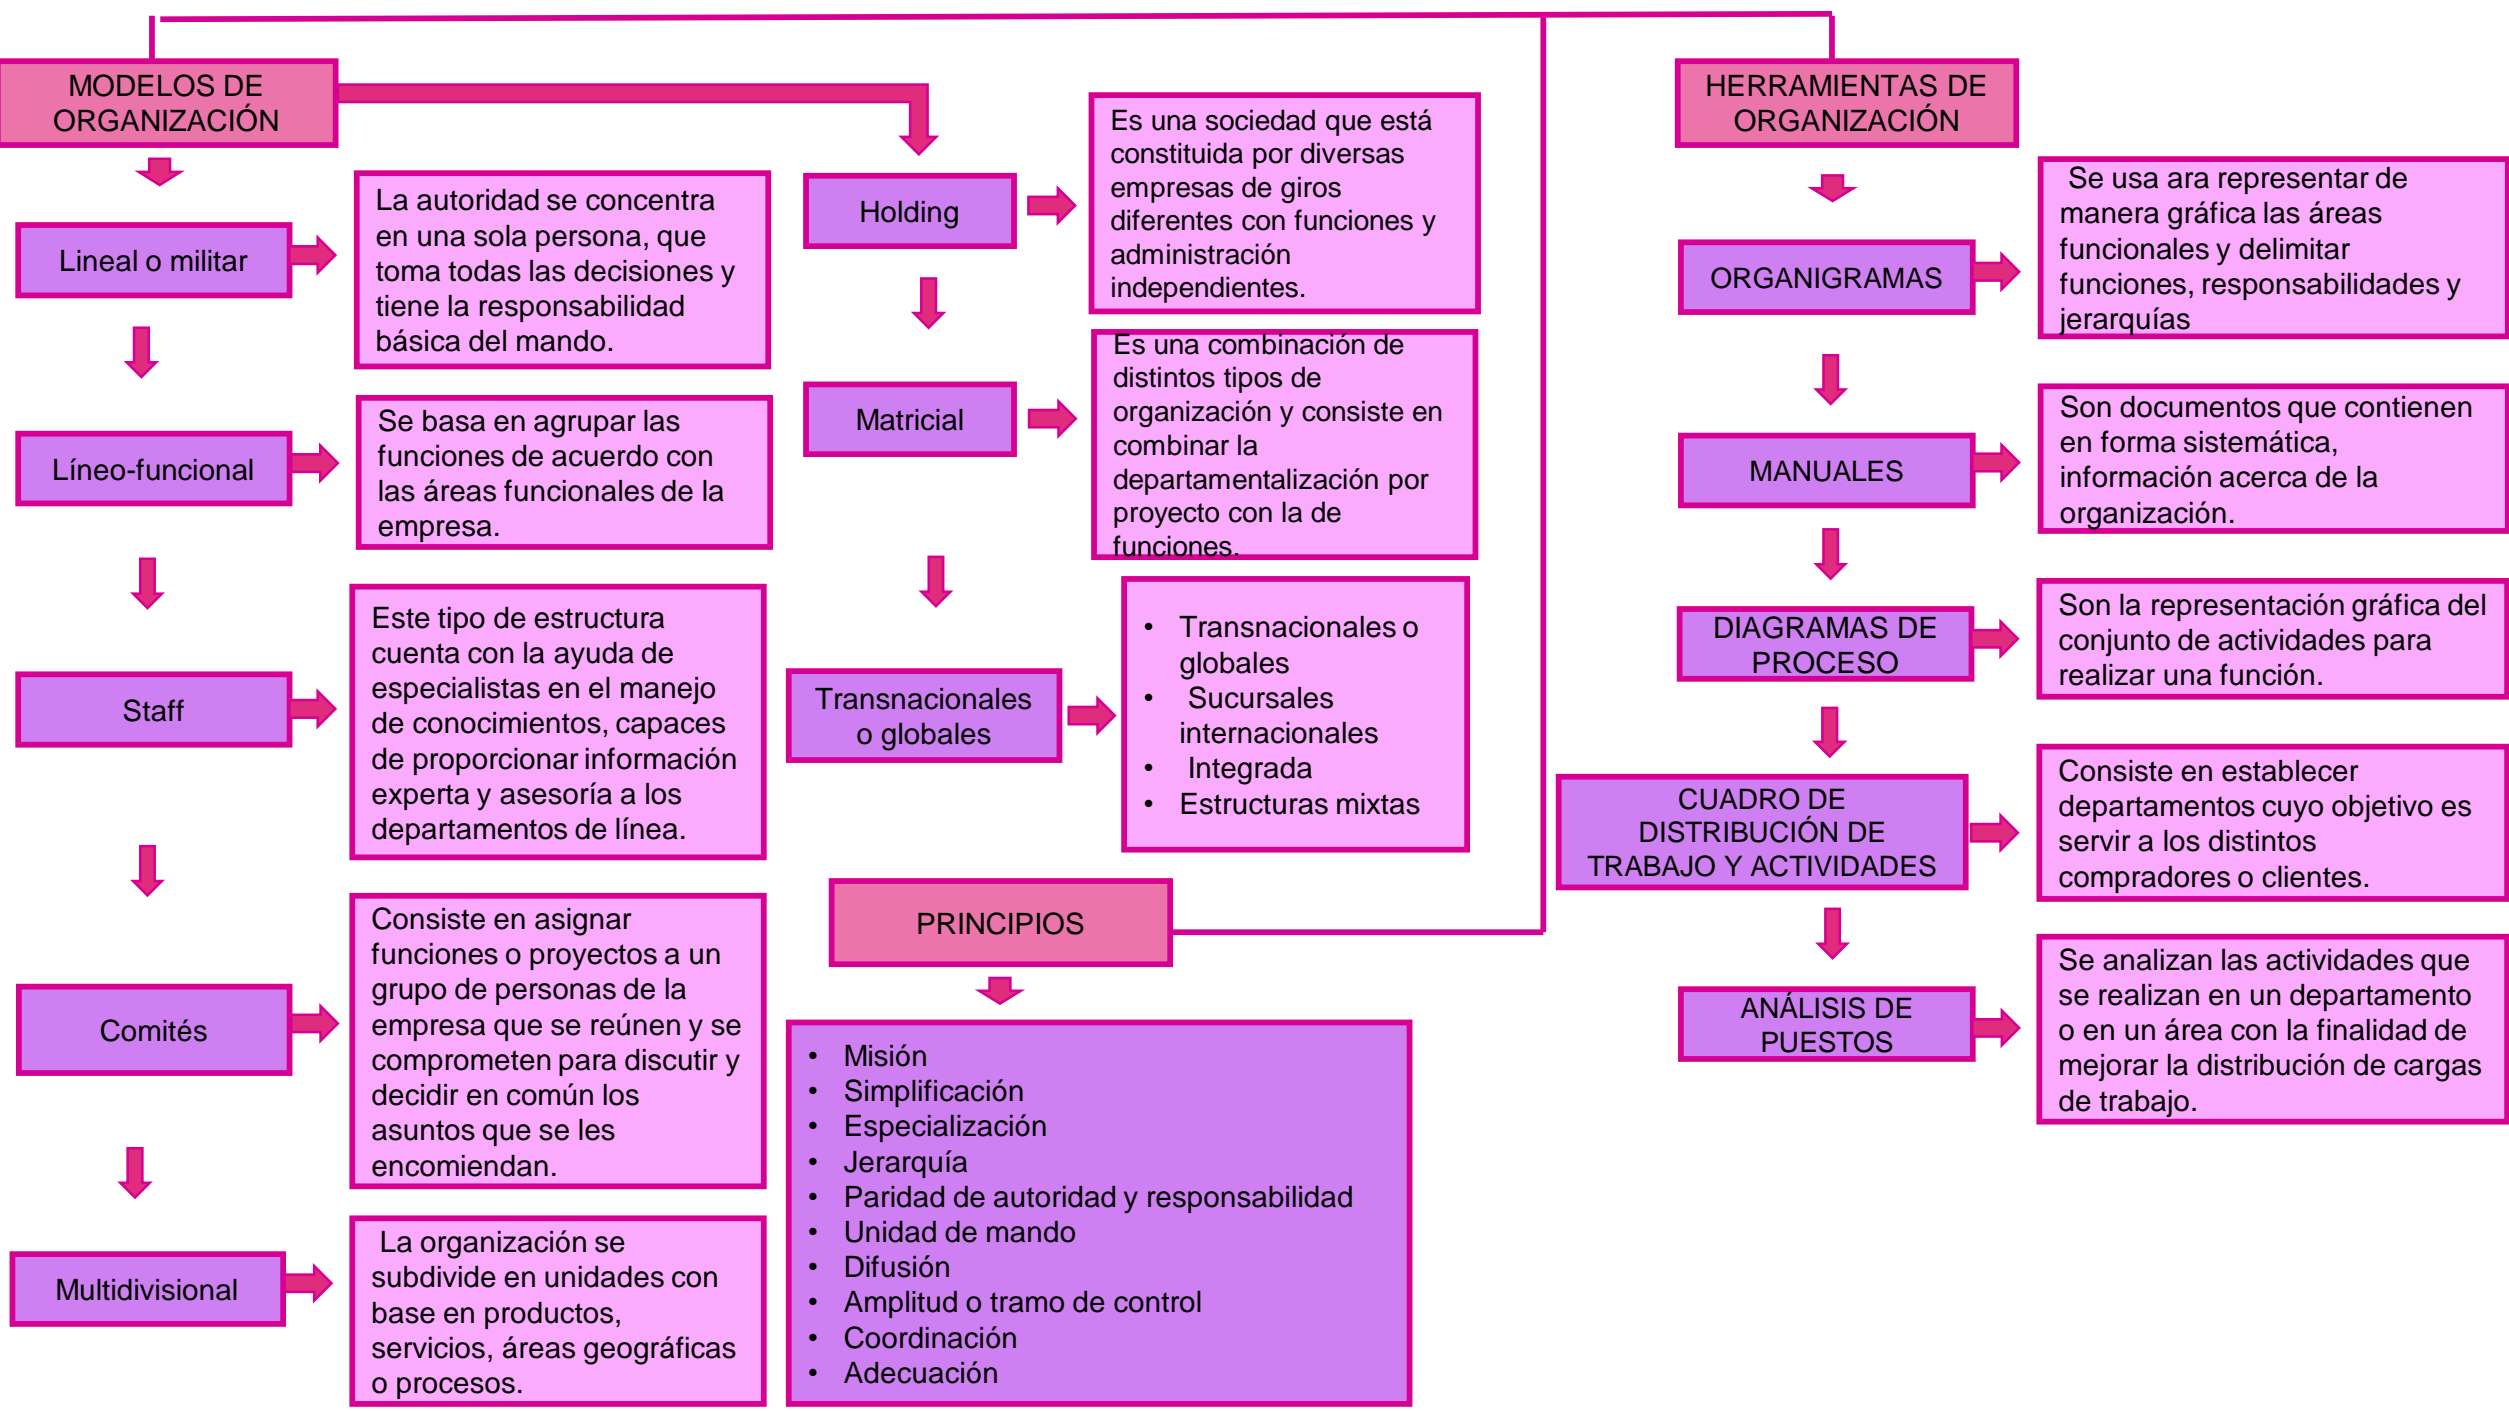 MODELOS DE
ORGANIZACIÓN
Lineal o militar
La autoridad se concentra
en una sola persona, que
toma todas las decisiones y
tiene la responsabilidad
básica del mando.
Líneo-funcional
Se basa en agrupar las
funciones de acuerdo con
las áreas funcionales de la
empresa.
Staff
Este tipo de estructura
cuenta con la ayuda de
especialistas en el manejo
de conocimientos, capaces
de proporcionar información
experta y asesoría a los
departamentos de línea.
Comités
Consiste en asignar
funciones o proyectos a un
grupo de personas de la
empresa que se reúnen y se
comprometen para discutir y
decidir en común los
asuntos que se les
encomiendan.
Multidivisional
La organización se
subdivide en unidades con
base en productos,
servicios, áreas geográficas
o procesos.
Holding
Es una sociedad que está
constituida por diversas
empresas de giros
diferentes con funciones y
administración
independientes.
Matricial
Es una combinación de
distintos tipos de
organización y consiste en
combinar la
departamentalización por
proyecto con la de
funciones.
Transnacionales
o globales
• Transnacionales o
globales
• Sucursales
internacionales
• Integrada
• Estructuras mixtas
PRINCIPIOS
• Misión
• Simplificación
• Especialización
• Jerarquía
• Paridad de autoridad y responsabilidad
• Unidad de mando
• Difusión
• Amplitud o tramo de control
• Coordinación
• Adecuación
HERRAMIENTAS DE
ORGANIZACIÓN
ORGANIGRAMAS
Se usa ara representar de
manera gráfica las áreas
funcionales y delimitar
funciones, responsabilidades y
jerarquías
MANUALES
Son documentos que contienen
en forma sistemática,
información acerca de la
organización.
DIAGRAMAS DE
PROCESO
Son la representación gráfica del
conjunto de actividades para
realizar una función.
CUADRO DE
DISTRIBUCIÓN DE
TRABAJO Y ACTIVIDADES
Consiste en establecer
departamentos cuyo objetivo es
servir a los distintos
compradores o clientes.
ANÁLISIS DE
PUESTOS
Se analizan las actividades que
se realizan en un departamento
o en un área con la finalidad de
mejorar la distribución de cargas
de trabajo.